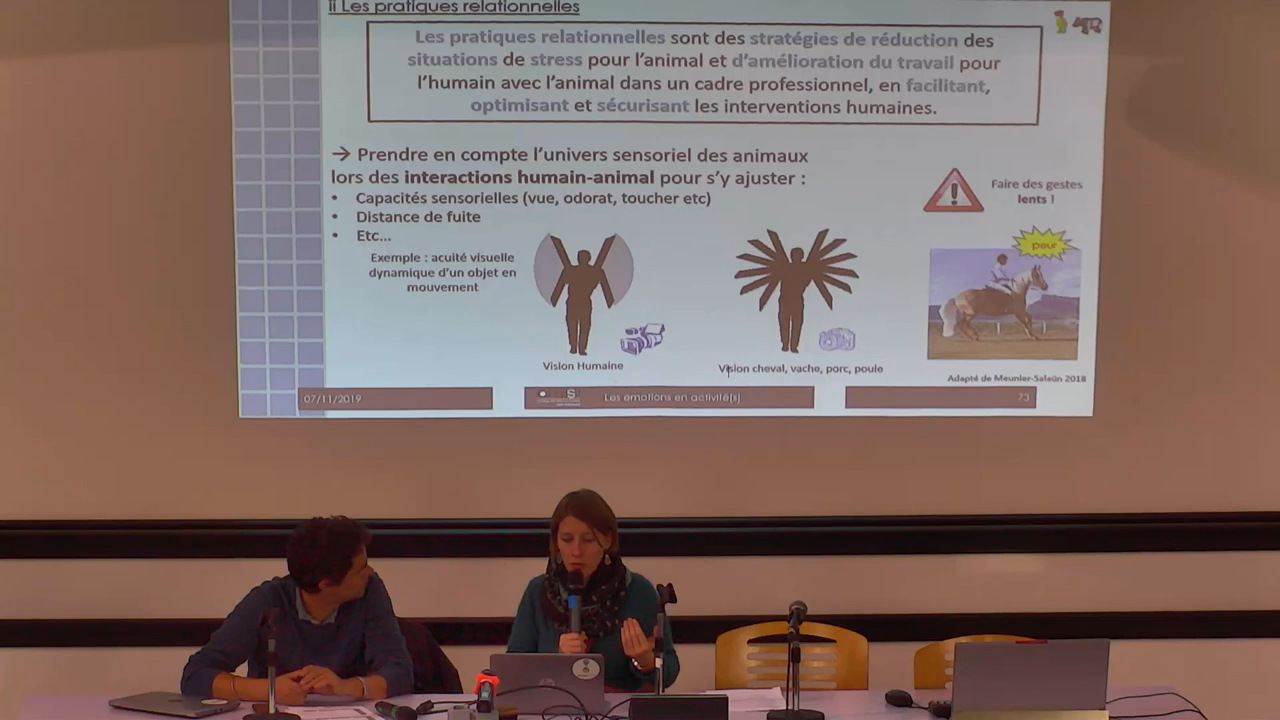 ii Les pratiques relationnelles
Les pratiques relationnelles sont des stratégies de réduction des
situations de stress pour l'animal et d'amélioration du travail pour
l'humain avec l'animal dans un cadre professionnel, en facilitant,
optimisant et sécurisant les interventions humaines.
→ Prendre en compte l'univers sensoriel des animaux
lors des interactions humain-animal pour s'y ajuster :
• Capacités sensorielles (vue, odorat, toucher etc)
• Distance de fuite
• Etc...
Exemple : acuité visuelle
dynamique d'un objet en
mouvement
Vision Humaine
Vision cheval, vache, porc, poule
Faire des gestes
lents !
peur
Adapté de Meunier-Salaün 2018
07/11/2019
Les émotions en activité(s)
73